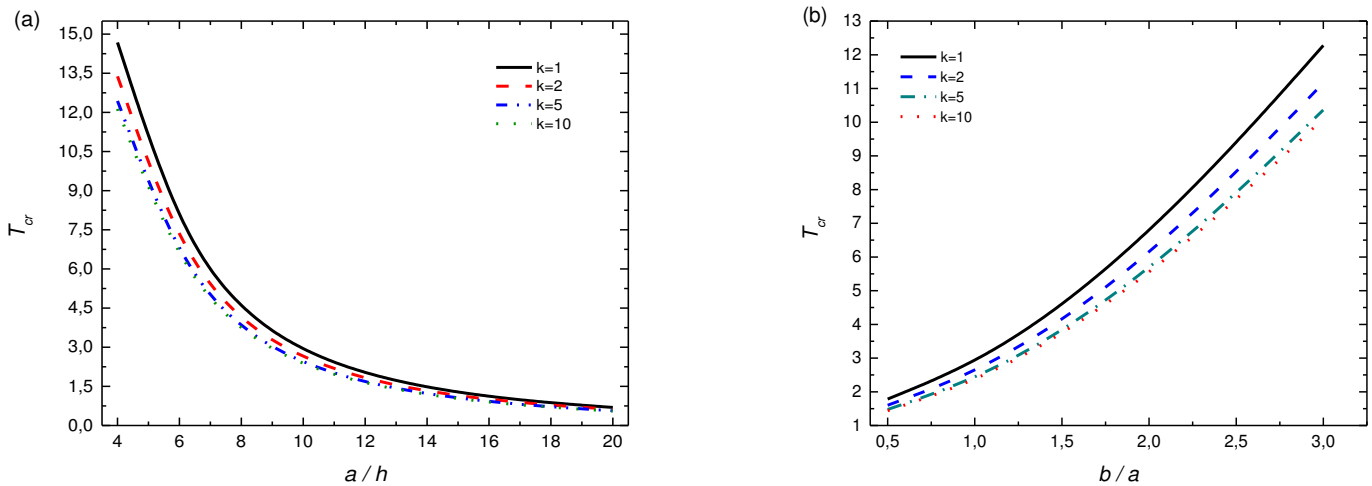 (a)
15,0
13,5
12,0
10,5
9,0
7,5
6,0
4,5
3,0
1,5
0,0
T_cr
k=1
k=2
k=5
k=10
4 6 8 10 12 14 16 18 20
a / h
(b)
13
12
11
10
9
8
7
6
5
4
3
2
1
T_cr
k=1
k=2
k=5
k=10
0,5 1,0 1,5 2,0 2,5 3,0
b / a